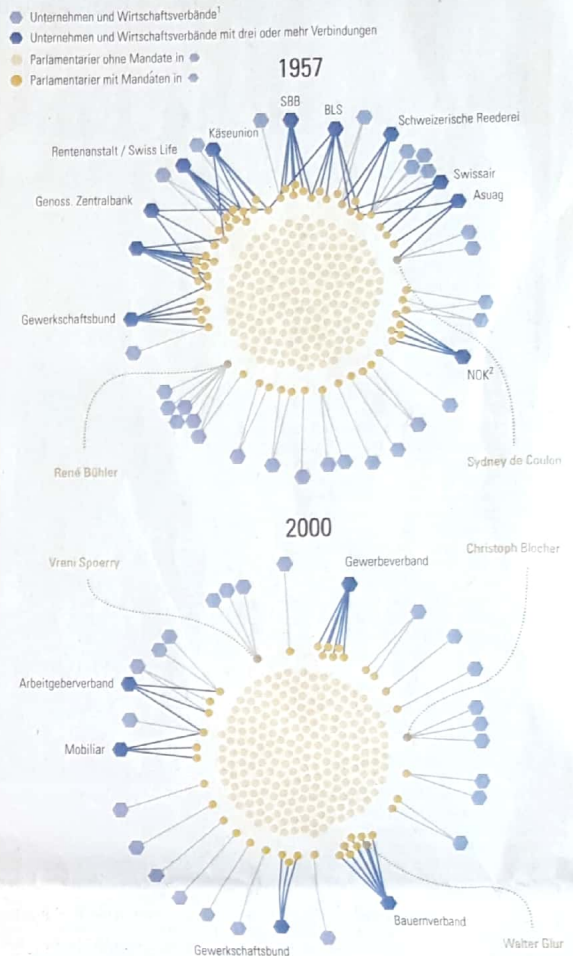 Unternehmen und Wirtschaftsverbände¹
Unternehmen und Wirtschaftsverbände mit drei oder mehr Verbindungen
Parlamentarier ohne Mandate in
Parlamentarier mit Mandaten in
1957
SBB
BLS
Schweizerische Reederei
Käseunion
Rentenanstalt / Swiss Life
Swissair
Asuag
Genoss. Zentralbank
Gewerkschaftsbund
NOK²
René Bühler
Sydney de Coulon
2000
Christoph Blocher
Vreni Spoerry
Gewerbeverband
Arbeitgeberverband
Mobiliar
Bauernverband
Gewerkschaftsbund
Walter Glur